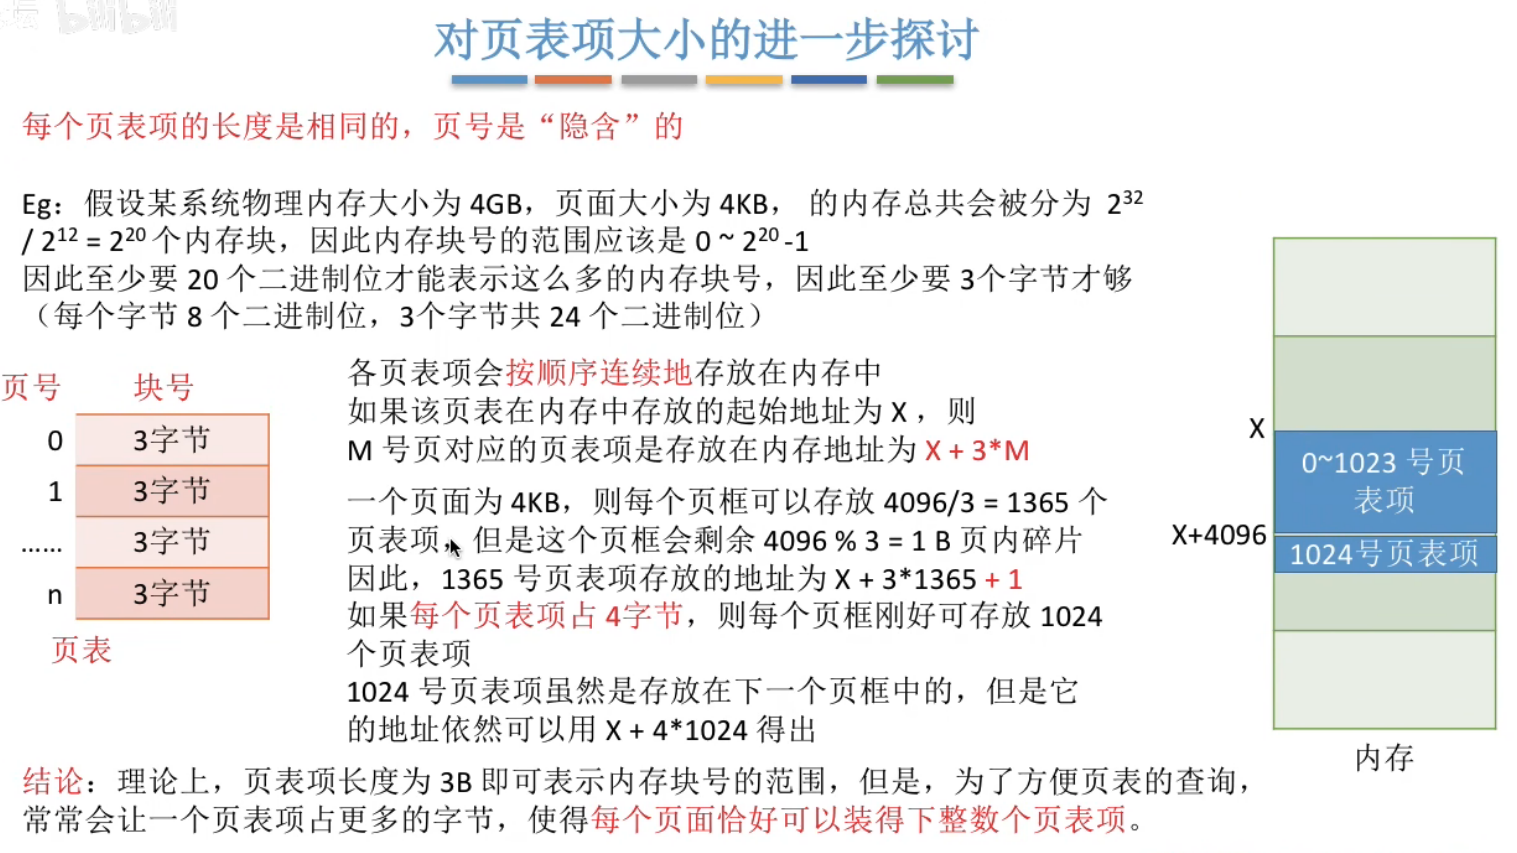 坛 bilibili
对页表项大小的进一步探讨
每个页表项的长度是相同的，页号是“隐含”的
Eg：假设某系统物理内存大小为 4GB，页面大小为 4KB， 的内存总共会被分为 2³²
/ 2¹² = 2²⁰ 个内存块，因此内存块号的范围应该是 0 ~ 2²⁰ -1
因此至少要 20 个二进制位才能表示这么多的内存块号，因此至少要 3个字节才够
（每个字节 8 个二进制位，3个字节共 24 个二进制位）
页号 块号
0 3字节
1 3字节
…… 3字节
n 3字节
页表
各页表项会按顺序连续地存放在内存中
如果该页表在内存中存放的起始地址为 X ，则
M 号页对应的页表项是存放在内存地址为 X + 3*M
一个页面为 4KB，则每个页框可以存放 4096/3 = 1365 个
页表项，但是这个页框会剩余 4096 % 3 = 1 B 页内碎片
因此，1365 号页表项存放的地址为 X + 3*1365 + 1
如果每个页表项占 4字节，则每个页框刚好可存放 1024
个页表项
1024 号页表项虽然是存放在下一个页框中的，但是它
的地址依然可以用 X + 4*1024 得出
X
0~1023 号页
表项
X+4096
1024号页表项
内存
结论：理论上，页表项长度为 3B 即可表示内存块号的范围，但是，为了方便页表的查询，
常常会让一个页表项占更多的字节，使得每个页面恰好可以装得下整数个页表项。